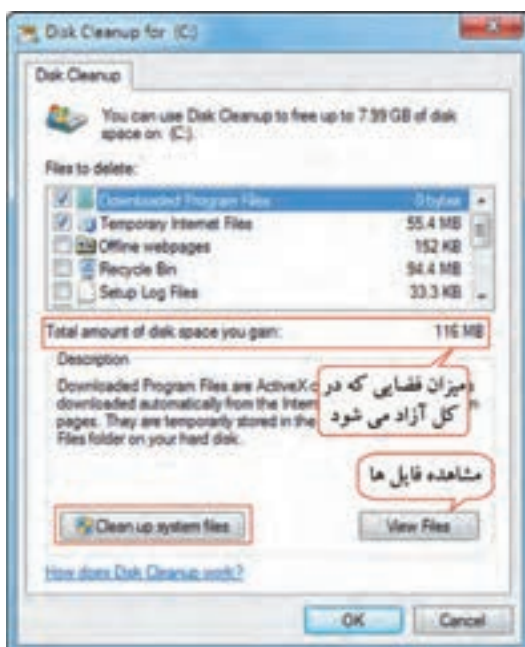 Disk Cleanup for (C:)
Disk Cleanup
You can use Disk Cleanup to free up to 7.99 GB of disk
space on (C:).
Files to delete:
Downloaded Program Files 0 bytes
Temporary Internet Files 55.4 MB
Offline webpages 152 KB
Recycle Bin 94.4 MB
Setup Log Files 33.3 KB
Total amount of disk space you gain: 116 MB
Description
Downloaded Program Files are ActiveX
downloaded automatically from the
pages. They are temporarily stored in the
Files folder on your hard disk.
میزان فضایی که در
کل آزاد می شود
مشاهده فایل ها
Clean up system files View Files
How does Disk Cleanup work?
OK Cancel